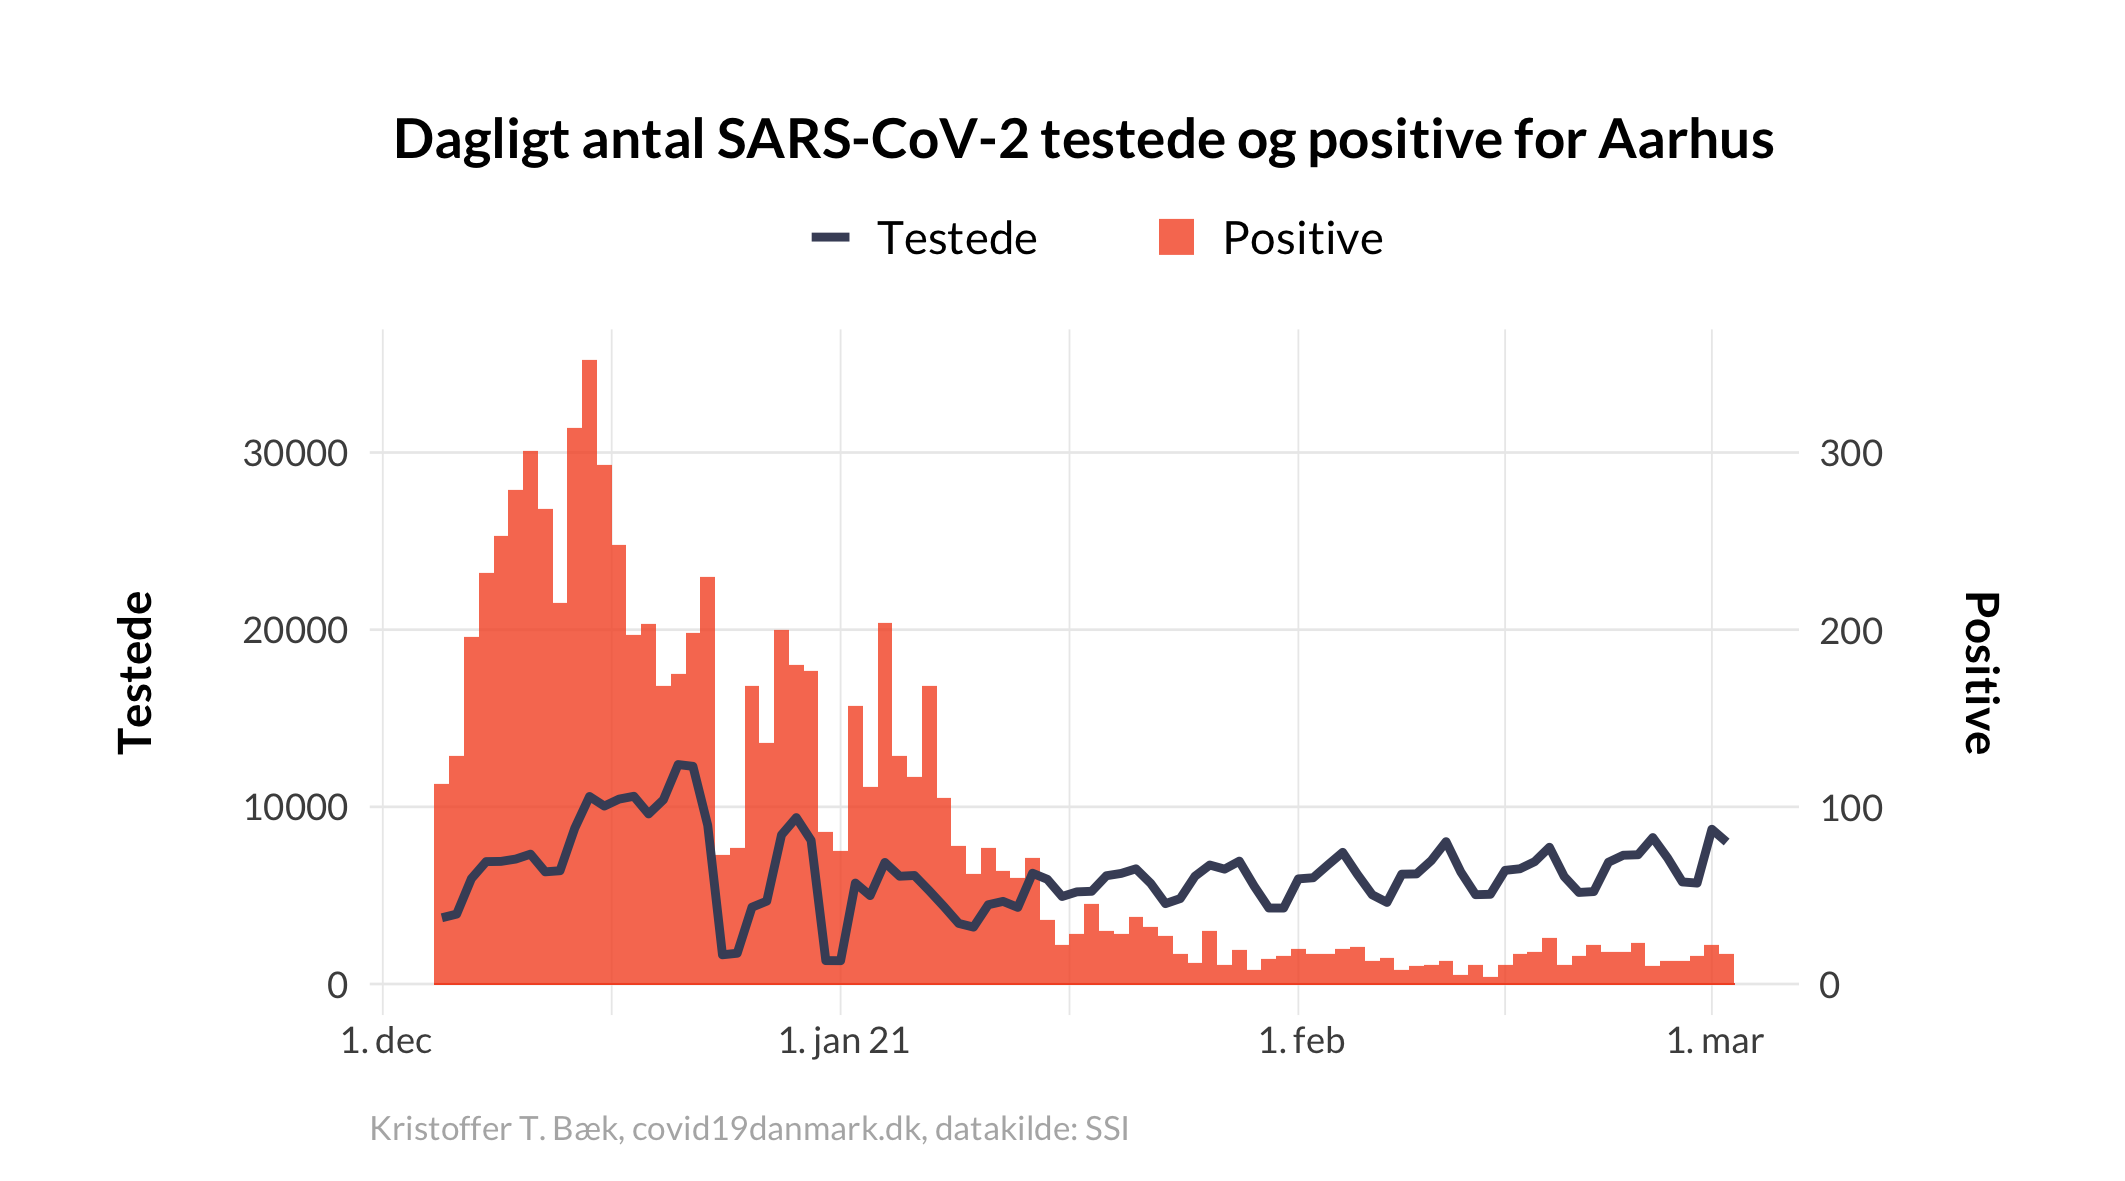 Dagligt antal SARS-CoV-2 testede og positive for Aarhus
Testede Positive
30000 300
20000 200
Testede
Positive
10000 100
0 0
1. dec 1. jan 21 1. feb 1. mar
Kristoffer T. Bæk, covid19danmark.dk, datakilde: SSI